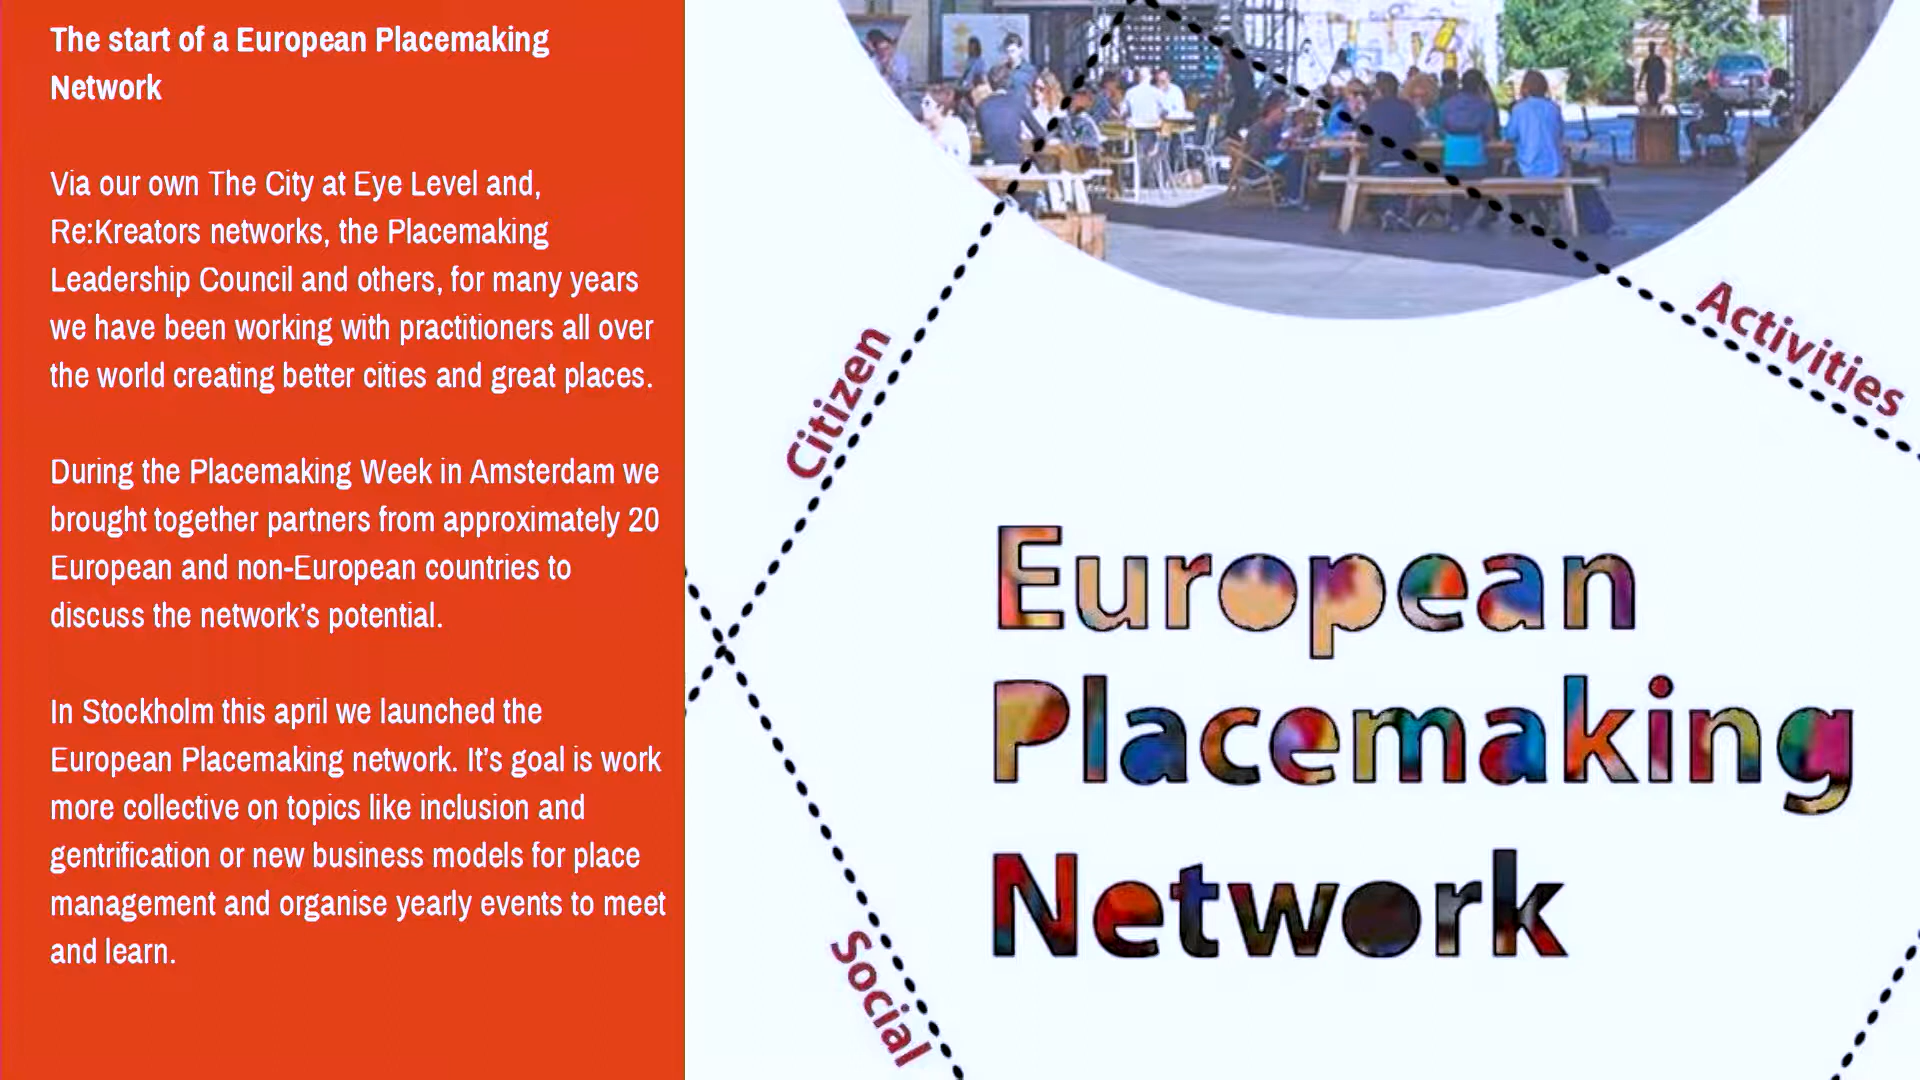 The start of a European Placemaking
Network
Via our own The City at Eye Level and,
Re:Kreators networks, the Placemaking
Leadership Council and others, for many years
we have been working with practitioners all over
the world creating better cities and great places.
During the Placemaking Week in Amsterdam we
brought together partners from approximately 20
European and non-European countries to
discuss the network's potential.
In Stockholm this april we launched the
European Placemaking network. It's goal is work
more collective on topics like inclusion and
gentrification or new business models for place
management and organise yearly events to meet
and learn.
Citizen
Activities
European
Placemaking
Network
Social